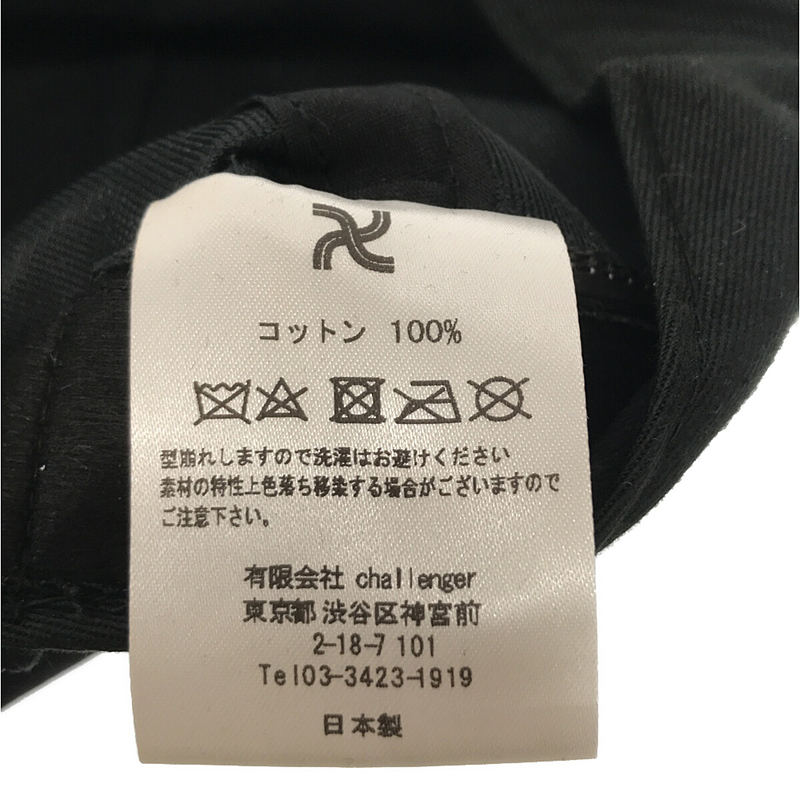 コットン 100%
型崩れしますので洗濯はお避けください
素材の特性上色落ち移染する場合がございますので
ご注意下さい。
有限会社 challenger
東京都 渋谷区神宮前
2-18-7 101
Tel03-3423-1919
日本製